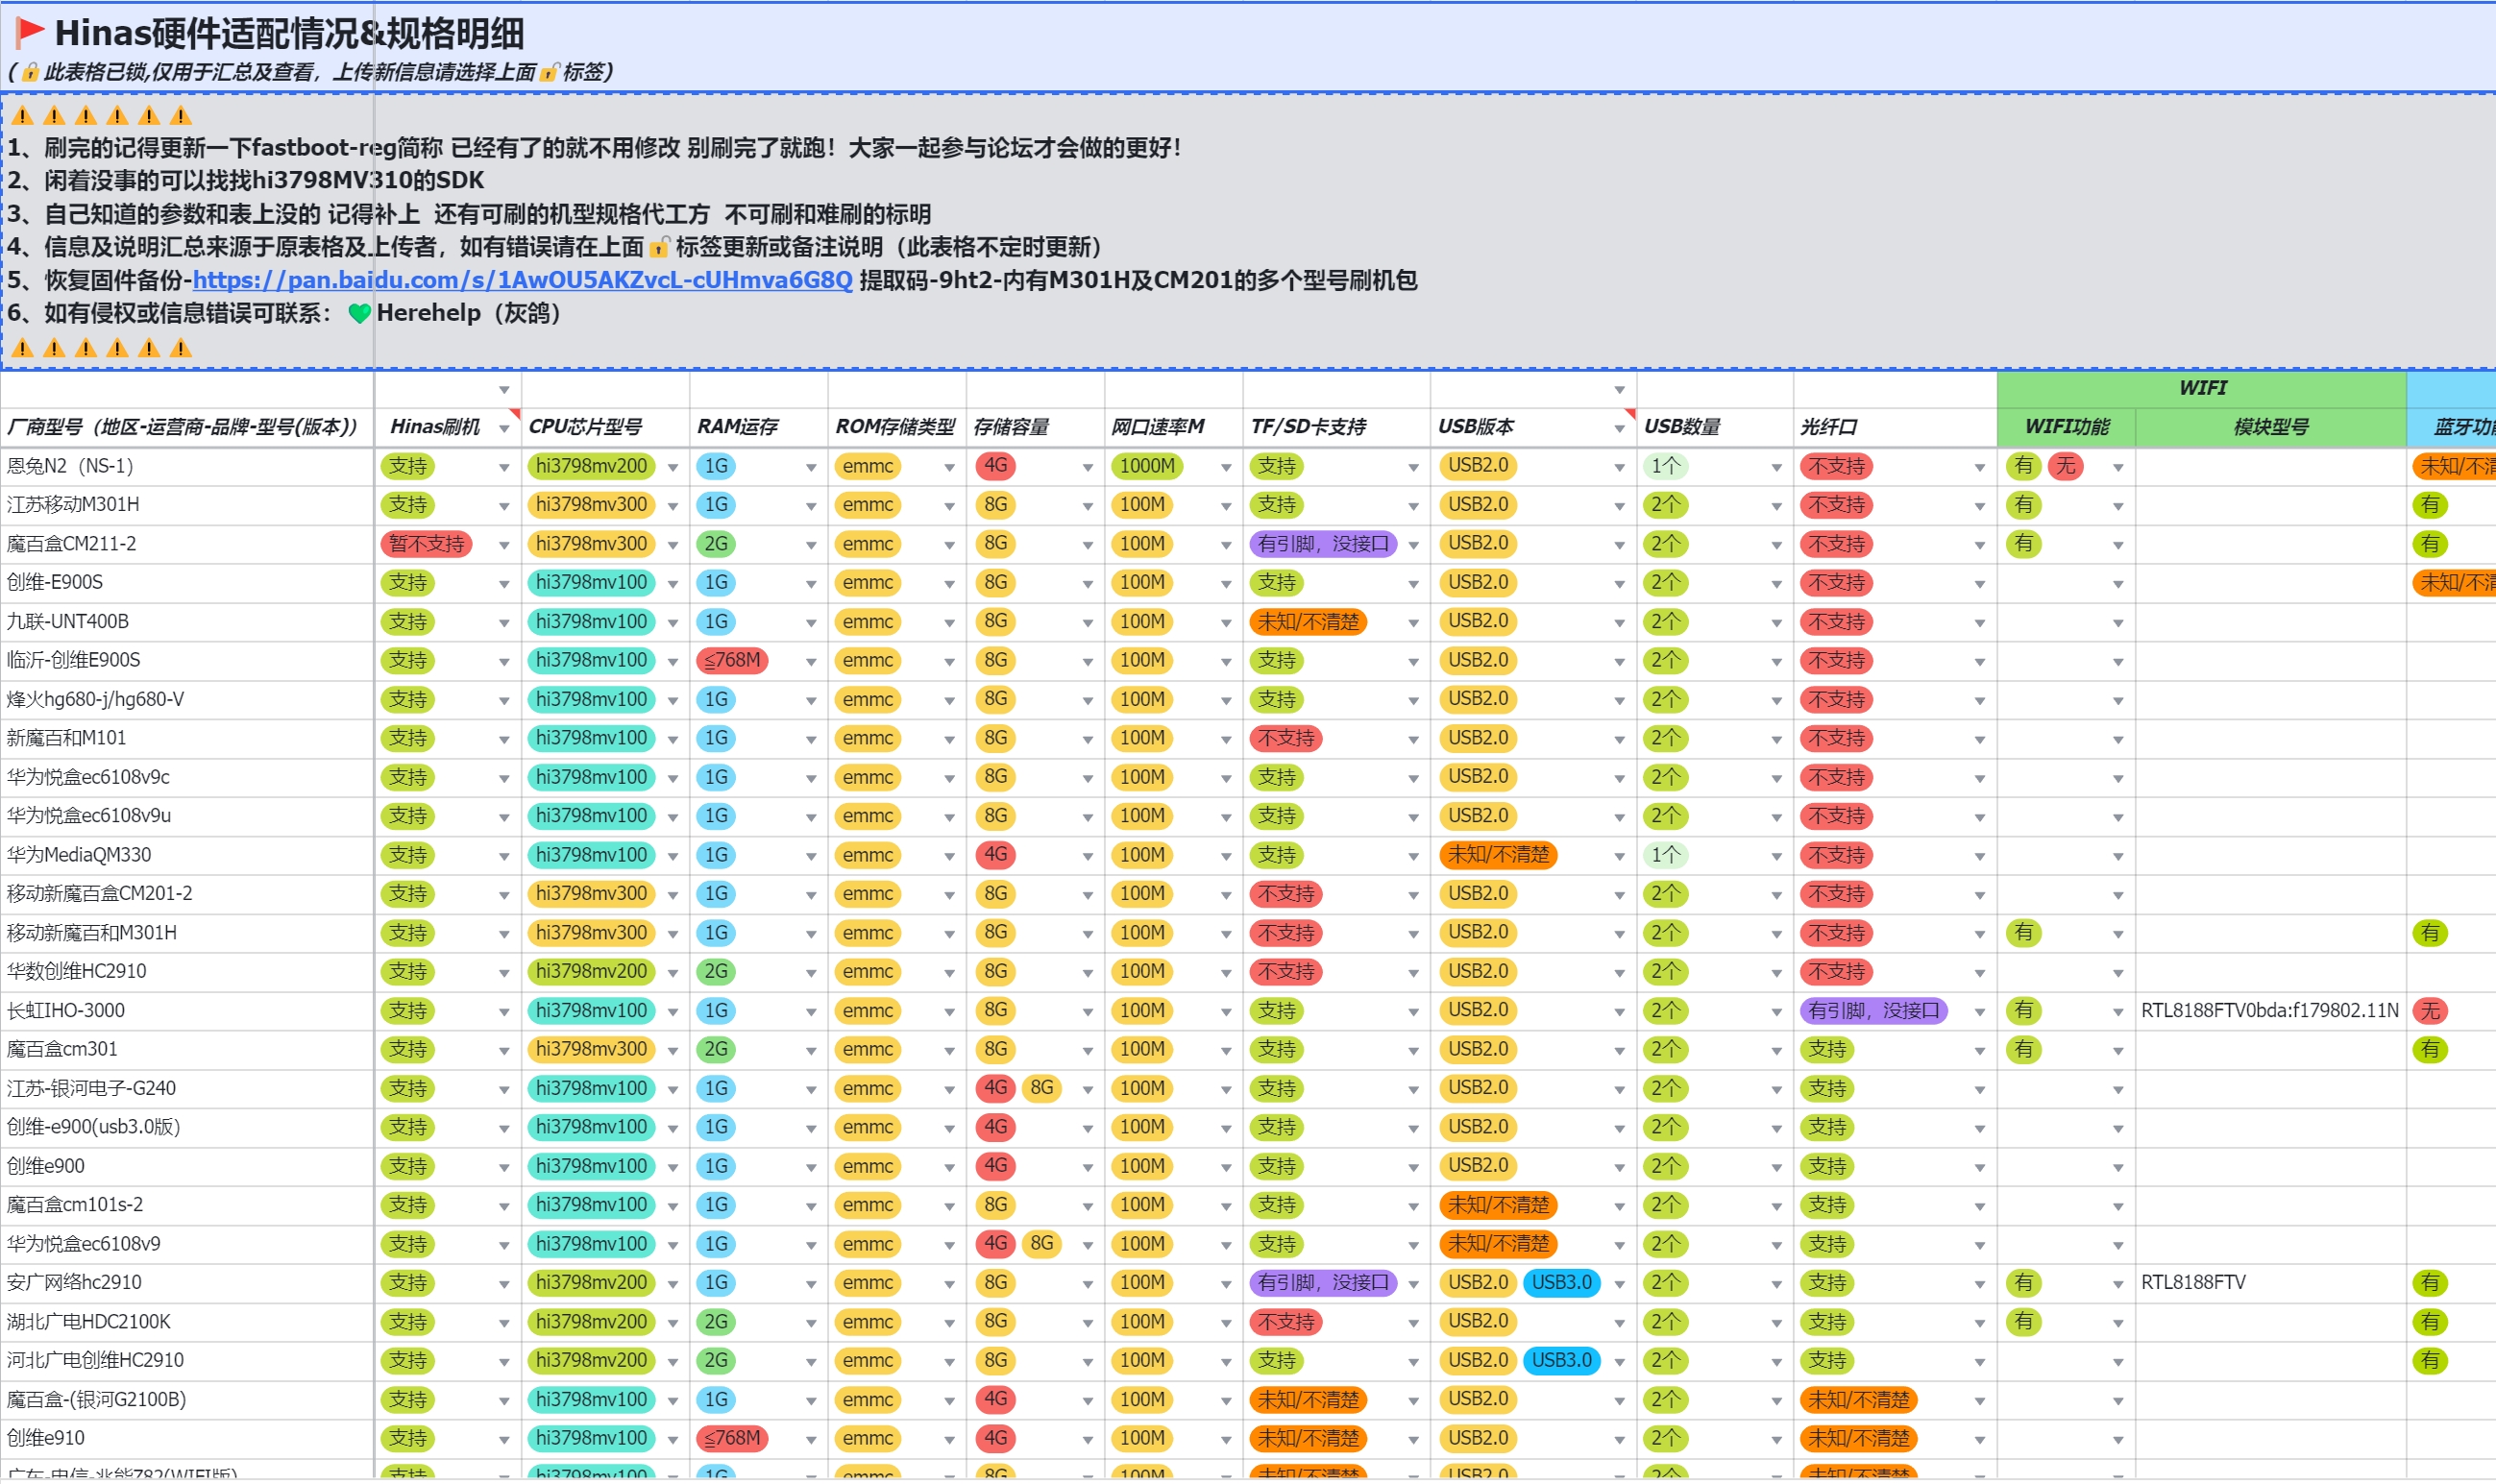 Hinas硬件适配情况&规格明细
(🔒此表格已锁,仅用于汇总及查看，上传新信息请选择上面🔓标签)
1、刷完的记得更新一下fastboot-reg简称 已经有了的就不用修改 别刷完了就跑！大家一起参与论坛才会做的更好！
2、闲着没事的可以找找hi3798MV310的SDK
3、自己知道的参数和表上没的 记得补上 还有可刷的机型规格代工方 不可刷和难刷的标明
4、信息及说明汇总来源于原表格及上传者，如有错误请在上面🔓标签更新或备注说明（此表格不定时更新）
5、恢复固件备份-https://pan.baidu.com/s/1AwOU5AKZvcL-cUHmva6G8Q 提取码-9ht2-内有M301H及CM201的多个型号刷机包
6、如有侵权或信息错误可联系：💚Herehelp（灰鸽）
WIFI
厂商型号（地区-运营商-品牌-型号(版本)） Hinas刷机 CPU芯片型号 RAM运存 ROM存储类型 存储容量 网口速率M TF/SD卡支持 USB版本 USB数量 光纤口 WIFI功能 模块型号 蓝牙功
恩兔N2（NS-1） 支持 hi3798mv200 1G emmc 4G 1000M 支持 USB2.0 1个 不支持 有 无 未知/不
江苏移动M301H 支持 hi3798mv300 1G emmc 8G 100M 支持 USB2.0 2个 不支持 有 有
魔百盒CM211-2 暂不支持 hi3798mv300 2G emmc 8G 100M 有引脚，没接口 USB2.0 2个 不支持 有 有
创维-E900S 支持 hi3798mv100 1G emmc 8G 100M 支持 USB2.0 2个 不支持 未知/不
九联-UNT400B 支持 hi3798mv100 1G emmc 8G 100M 未知/不清楚 USB2.0 2个 不支持
临沂-创维E900S 支持 hi3798mv100 ≦768M emmc 8G 100M 支持 USB2.0 2个 不支持
烽火hg680-j/hg680-V 支持 hi3798mv100 1G emmc 8G 100M 支持 USB2.0 2个 不支持
新魔百和M101 支持 hi3798mv100 1G emmc 8G 100M 不支持 USB2.0 2个 不支持
华为悦盒ec6108v9c 支持 hi3798mv100 1G emmc 8G 100M 支持 USB2.0 2个 不支持
华为悦盒ec6108v9u 支持 hi3798mv100 1G emmc 8G 100M 支持 USB2.0 2个 不支持
华为MediaQM330 支持 hi3798mv100 1G emmc 4G 100M 支持 未知/不清楚 1个 不支持
移动新魔百盒CM201-2 支持 hi3798mv300 1G emmc 8G 100M 不支持 USB2.0 2个 不支持
移动新魔百和M301H 支持 hi3798mv300 1G emmc 8G 100M 不支持 USB2.0 2个 不支持 有 有
华数创维HC2910 支持 hi3798mv200 2G emmc 8G 100M 不支持 USB2.0 2个 不支持
长虹IHO-3000 支持 hi3798mv100 1G emmc 8G 100M 支持 USB2.0 2个 有引脚，没接口 有 RTL8188FTV0bda:f179802.11N 无
魔百盒cm301 支持 hi3798mv300 2G emmc 8G 100M 支持 USB2.0 2个 支持 有 有
江苏-银河电子-G240 支持 hi3798mv100 1G emmc 4G 8G 100M 支持 USB2.0 2个 支持
创维-e900(usb3.0版) 支持 hi3798mv100 1G emmc 4G 100M 支持 USB2.0 2个 支持
创维e900 支持 hi3798mv100 1G emmc 4G 100M 支持 USB2.0 2个 支持
魔百盒cm101s-2 支持 hi3798mv100 1G emmc 8G 100M 支持 未知/不清楚 2个 支持
华为悦盒ec6108v9 支持 hi3798mv100 1G emmc 4G 8G 100M 支持 未知/不清楚 2个 支持
安广网络hc2910 支持 hi3798mv200 1G emmc 8G 100M 有引脚，没接口 USB2.0 USB3.0 2个 支持 有 RTL8188FTV 有
湖北广电HDC2100K 支持 hi3798mv200 2G emmc 8G 100M 不支持 USB2.0 2个 支持 有 有
河北广电创维HC2910 支持 hi3798mv200 2G emmc 8G 100M 支持 USB2.0 USB3.0 2个 支持 有
魔百盒-(银河G2100B) 支持 hi3798mv100 1G emmc 4G 100M 未知/不清楚 USB2.0 2个 未知/不清楚
创维e910 支持 hi3798mv100 ≦768M emmc 4G 100M 未知/不清楚 USB2.0 2个 未知/不清楚
广东-电信-兆能Z82(WIFI版) 支持 hi3798mv100 1G emmc 8G 100M 未知/不清楚 USB2.0 2个 未知/不清楚